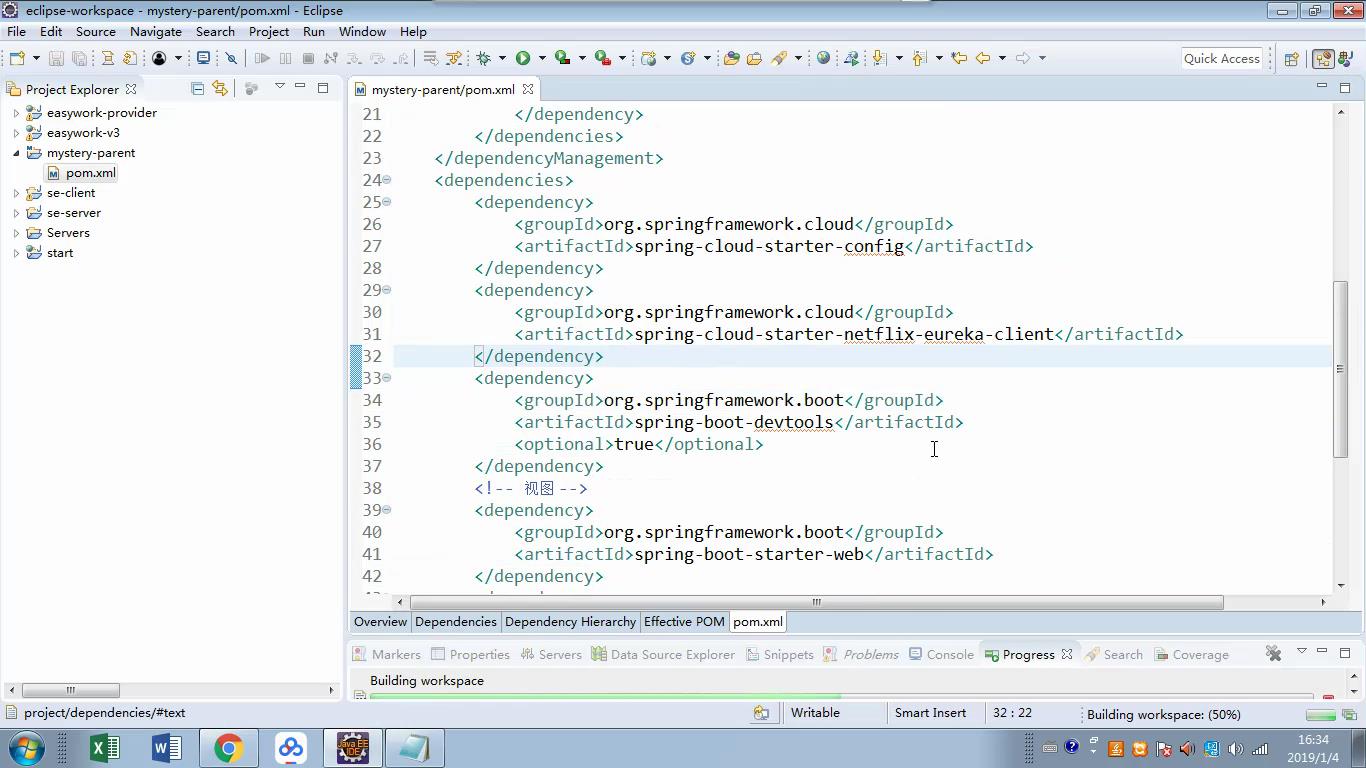 eclipse-workspace - mystery-parent/pom.xml - Eclipse
File Edit Source Navigate Search Project Run Window Help
Quick Access
Project Explorer
easywork-provider
easywork-v3
mystery-parent
pom.xml
se-client
se-server
Servers
start
mystery-parent/pom.xml
21 </dependency>
22 </dependencies>
23 </dependencyManagement>
24 <dependencies>
25 <dependency>
26 <groupId>org.springframework.cloud</groupId>
27 <artifactId>spring-cloud-starter-config</artifactId>
28 </dependency>
29 <dependency>
30 <groupId>org.springframework.cloud</groupId>
31 <artifactId>spring-cloud-starter-netflix-eureka-client</artifactId>
32 </dependency>
33 <dependency>
34 <groupId>org.springframework.boot</groupId>
35 <artifactId>spring-boot-devtools</artifactId>
36 <optional>true</optional>
37 </dependency>
38 <!-- 视图 -->
39 <dependency>
40 <groupId>org.springframework.boot</groupId>
41 <artifactId>spring-boot-starter-web</artifactId>
42 </dependency>
Overview Dependencies Dependency Hierarchy Effective POM pom.xml
Markers Properties Servers Data Source Explorer Snippets Problems Console Progress Search Coverage
Building workspace
project/dependencies/#text Writable Smart Insert 32 : 22 Building workspace: (50%)
Java EE
IDE
16:34
2019/1/4